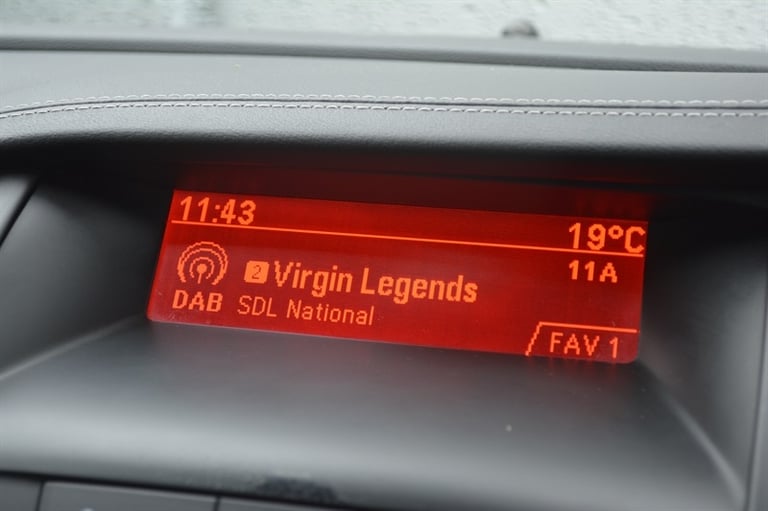 11:43
19°C
2 Virgin Legends
11A
DAB
SDL National
FAV 1